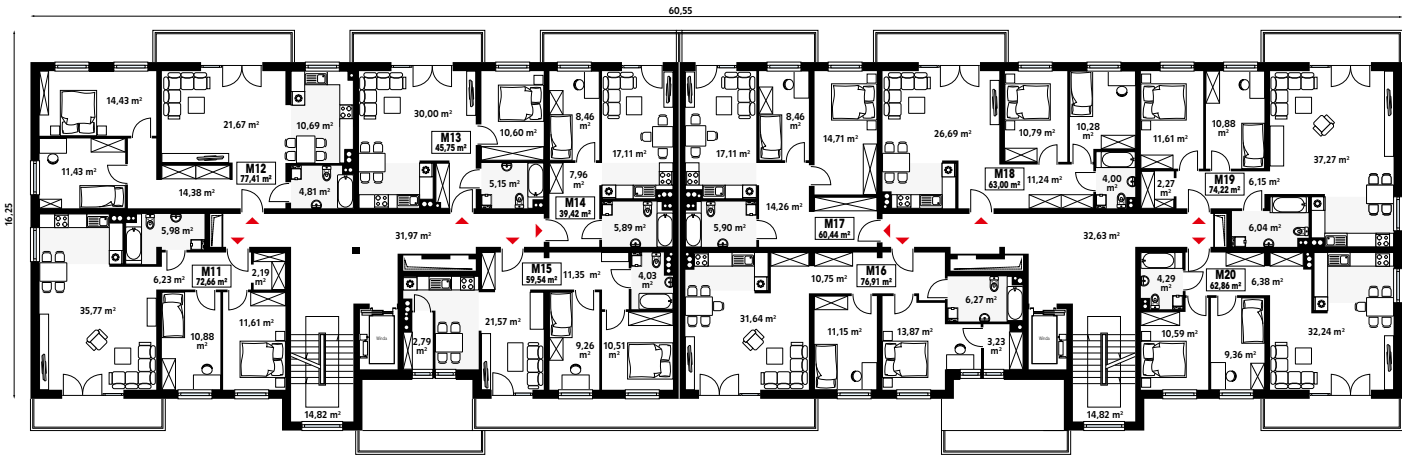 60,55
16,25
14,43 m²
21,67 m²
10,69 m²
M12
77,41 m²
11,43 m²
14,38 m²
4,81 m²
30,00 m²
M13
45,75 m²
10,60 m²
5,15 m²
8,46
m²
17,11 m²
7,96
m²
M14
39,42 m²
5,89 m²
17,11 m²
8,46
m²
14,71 m²
5,90 m²
14,26 m²
M17
60,44 m²
26,69 m²
10,79 m²
10,28
m²
M18
63,00 m²
11,24 m²
4,00
m²
11,61 m²
10,88
m²
37,27 m²
2,27
m²
M19
74,22 m²
6,15 m²
6,04 m²
31,97 m²
32,63 m²
5,98 m²
6,23 m²
M11
72,66 m²
2,19
m²
35,77 m²
10,88
m²
11,61 m²
14,82 m²
Winda
2,79
m²
21,57 m²
M15
59,54 m²
11,35 m²
4,03
m²
9,26
m²
10,51
m²
31,64 m²
10,75 m²
M16
76,91 m²
11,15 m²
13,87 m²
6,27 m²
3,23
m²
Winda
14,82 m²
4,29
m²
M20
62,86 m²
6,38 m²
10,59 m²
9,36
m²
32,24 m²